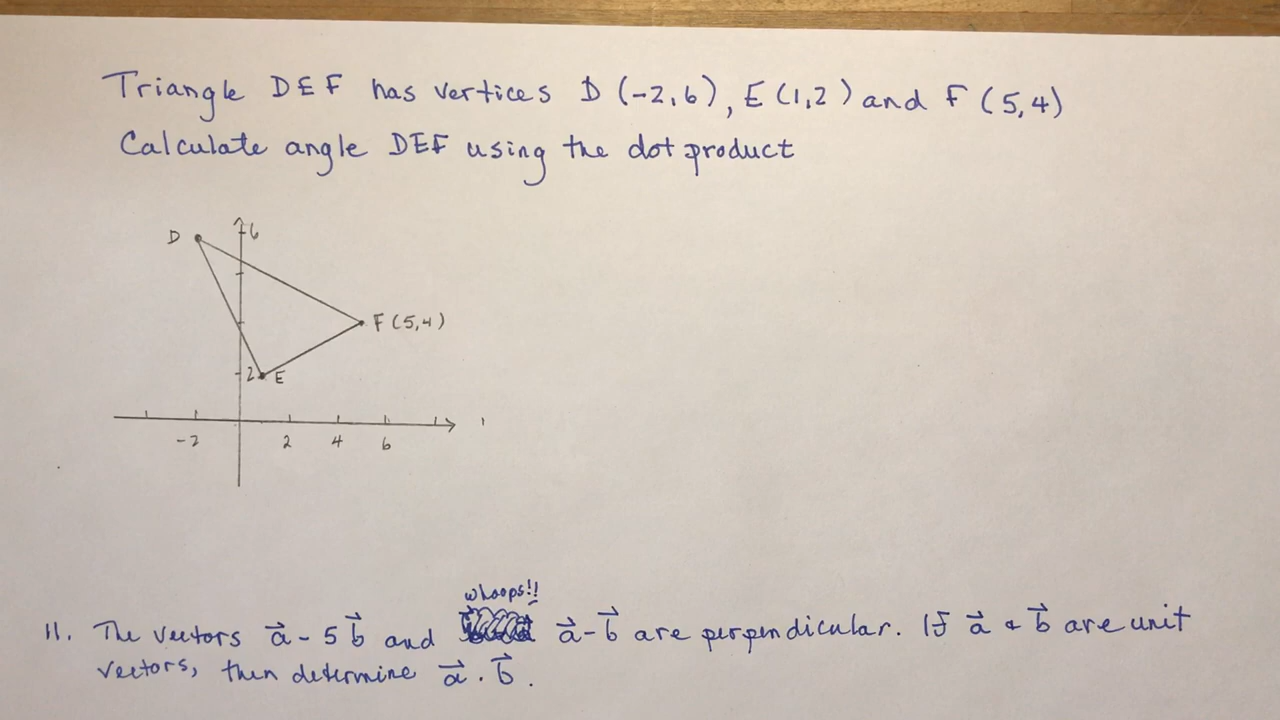 Triangle DEF has vertices D (-2,6), E (1,2) and F (5,4)
Calculate angle DEF using the dot product
D
6
F (5,4)
2
E
-2 2 4 6
whoops!!
11. The vectors a⃗ - 5b⃗ and a⃗ - b⃗ are perpendicular. If a⃗ & b⃗ are unit
vectors, then determine a⃗ . b⃗ .